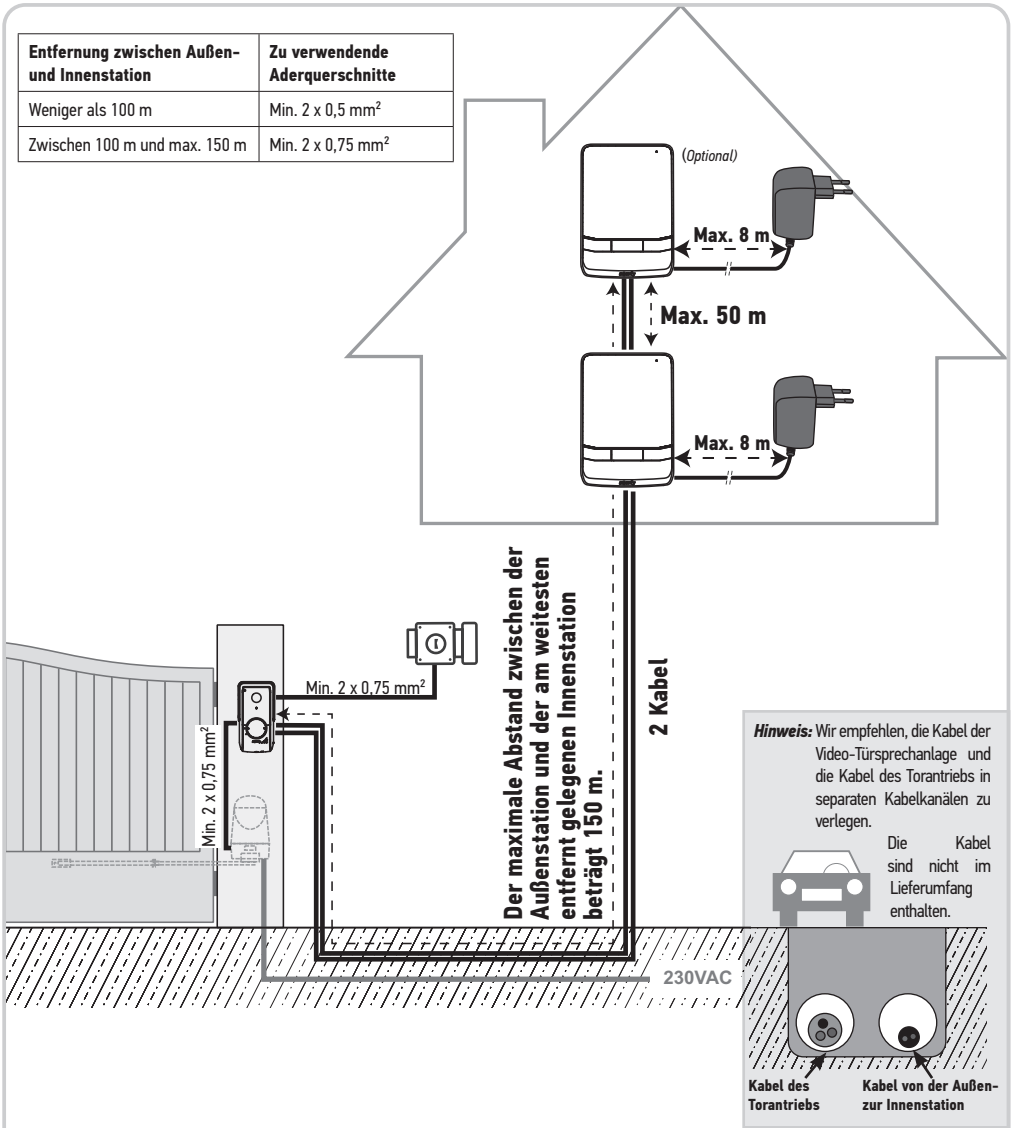 Entfernung zwischen Außen-
und Innenstation
Zu verwendende
Aderquerschnitte
Weniger als 100 m
Min. 2 x 0,5 mm²
Zwischen 100 m und max. 150 m
Min. 2 x 0,75 mm²
(Optional)
Max. 8 m
Max. 50 m
Max. 8 m
Der maximale Abstand zwischen der
Außenstation und der am weitesten
entfernt gelegenen Innenstation
beträgt 150 m.
2 Kabel
Min. 2 x 0,75 mm²
Min. 2 x 0,75 mm²
230VAC
Hinweis: Wir empfehlen, die Kabel der
Video-Türsprechanlage und
die Kabel des Torantriebs in
separaten Kabelkanälen zu
verlegen.
Die Kabel
sind nicht im
Lieferumfang
enthalten.
Kabel des
Torantriebs
Kabel von der Außen-
zur Innenstation